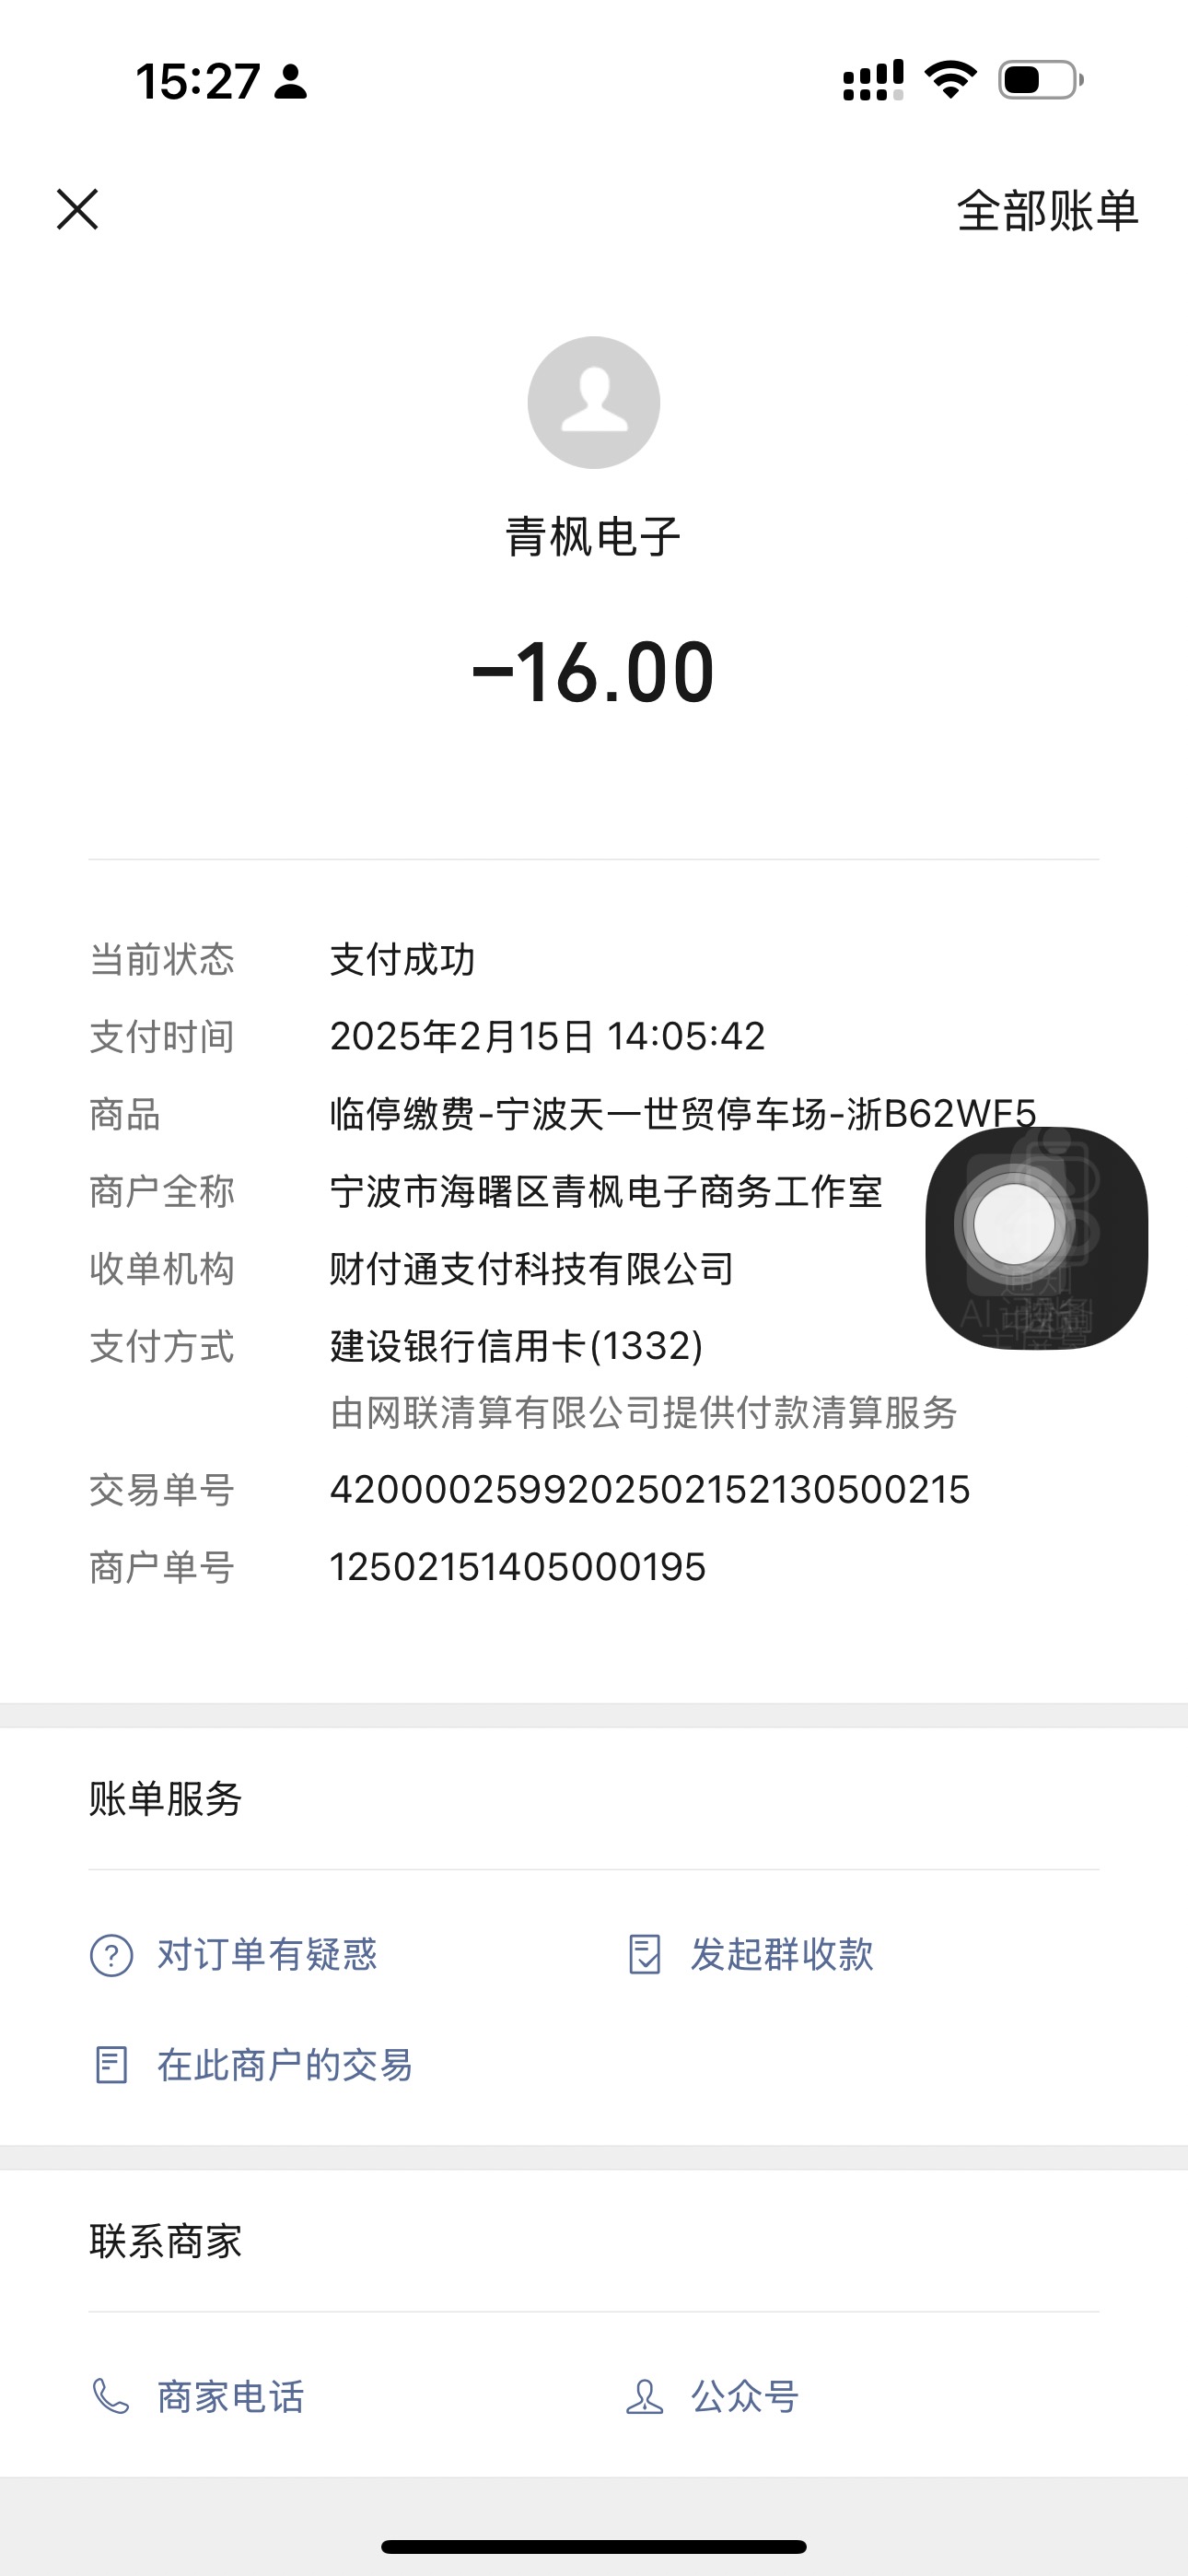 15:27
全部账单
青枫电子
-16.00
当前状态 支付成功
支付时间 2025年2月15日 14:05:42
商品 临停缴费-宁波天一世贸停车场-浙B62WF5
商户全称 宁波市海曙区青枫电子商务工作室
收单机构 财付通支付科技有限公司
支付方式 建设银行信用卡(1332)
由网联清算有限公司提供付款清算服务
交易单号 4200002599202502152130500215
商户单号 12502151405000195
账单服务
对订单有疑惑 发起群收款
在此商户的交易
联系商家
商家电话 公众号